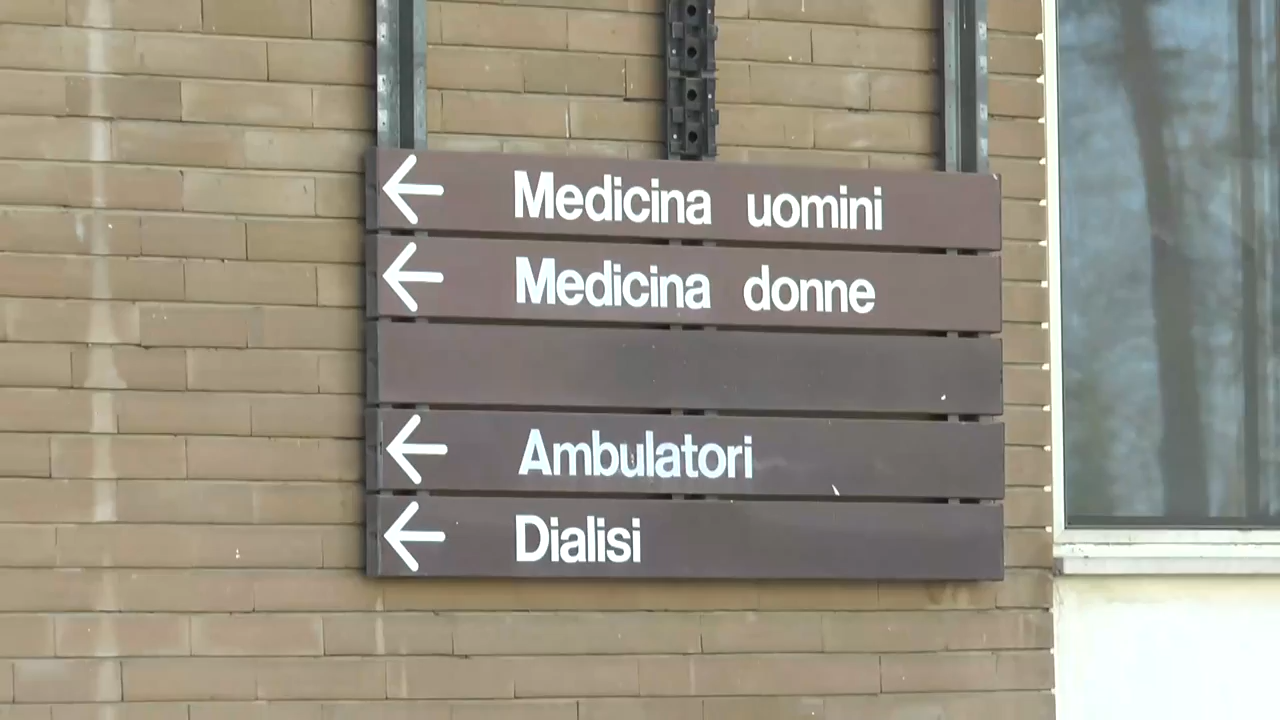 ← Medicina uomini
← Medicina donne
← Ambulatori
← Dialisi